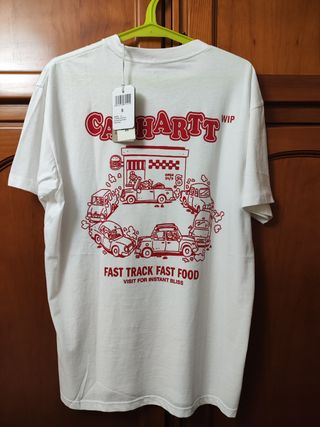 CARHARTT WIP
FAST TRACK FAST FOOD
VISIT FOR INSTANT BLISS